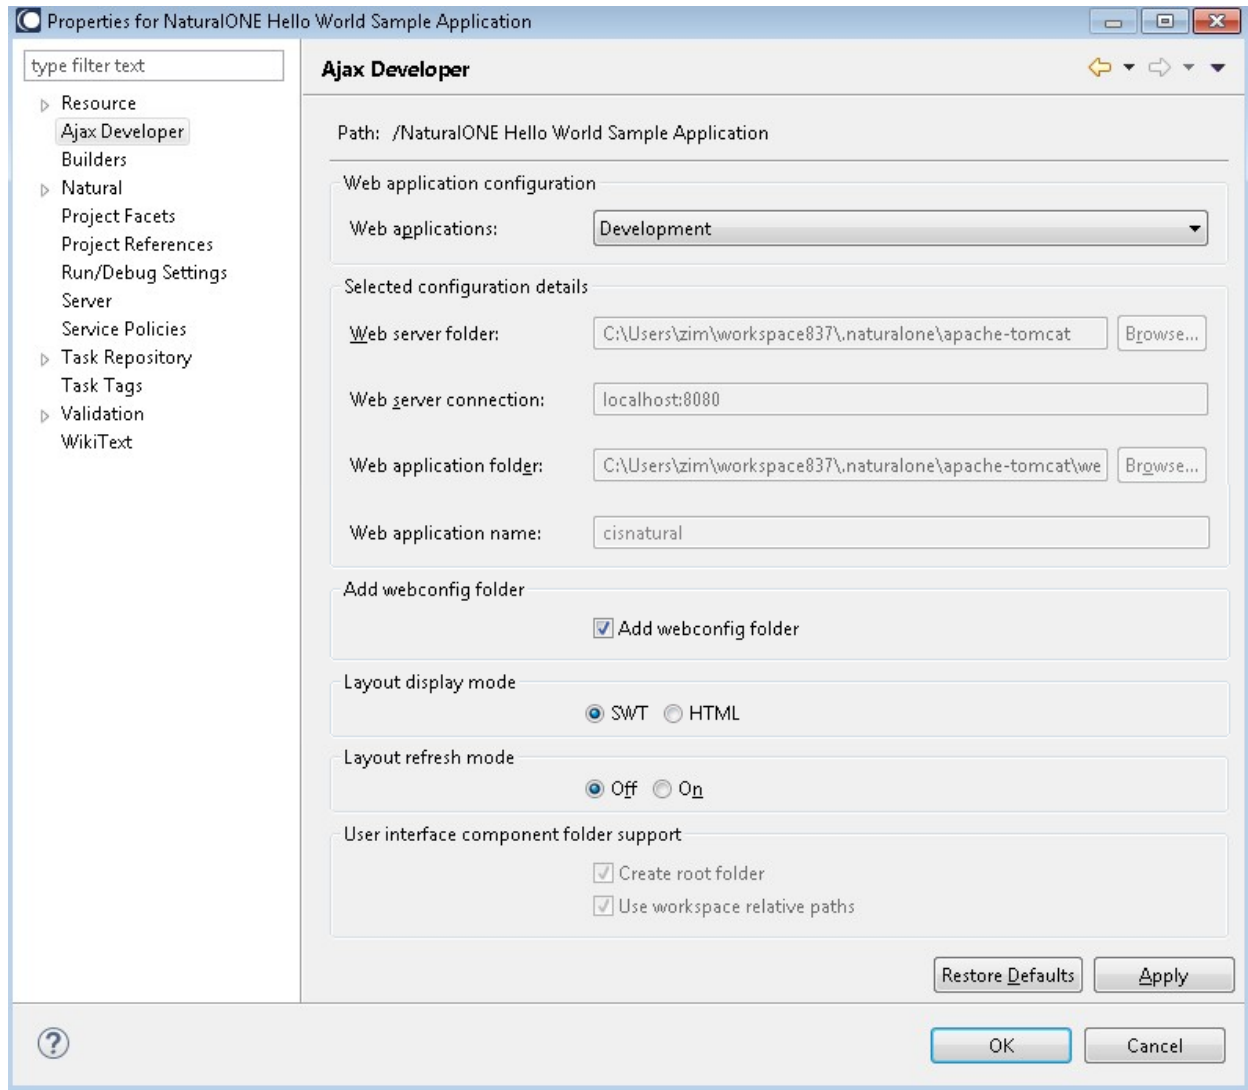 Properties for NaturalONE Hello World Sample Application
type filter text
Resource
Ajax Developer
Builders
Natural
Project Facets
Project References
Run/Debug Settings
Server
Service Policies
Task Repository
Task Tags
Validation
WikiText
Ajax Developer
Path: /NaturalONE Hello World Sample Application
Web application configuration
Web applications: Development
Selected configuration details
Web server folder: C:\Users\zim\workspace837\.naturalone\apache-tomcat Browse...
Web server connection: localhost:8080
Web application folder: C:\Users\zim\workspace837\.naturalone\apache-tomcat\we Browse...
Web application name: cisnatural
Add webconfig folder
Add webconfig folder
Layout display mode
SWT HTML
Layout refresh mode
Off On
User interface component folder support
Create root folder
Use workspace relative paths
Restore Defaults Apply
? OK Cancel